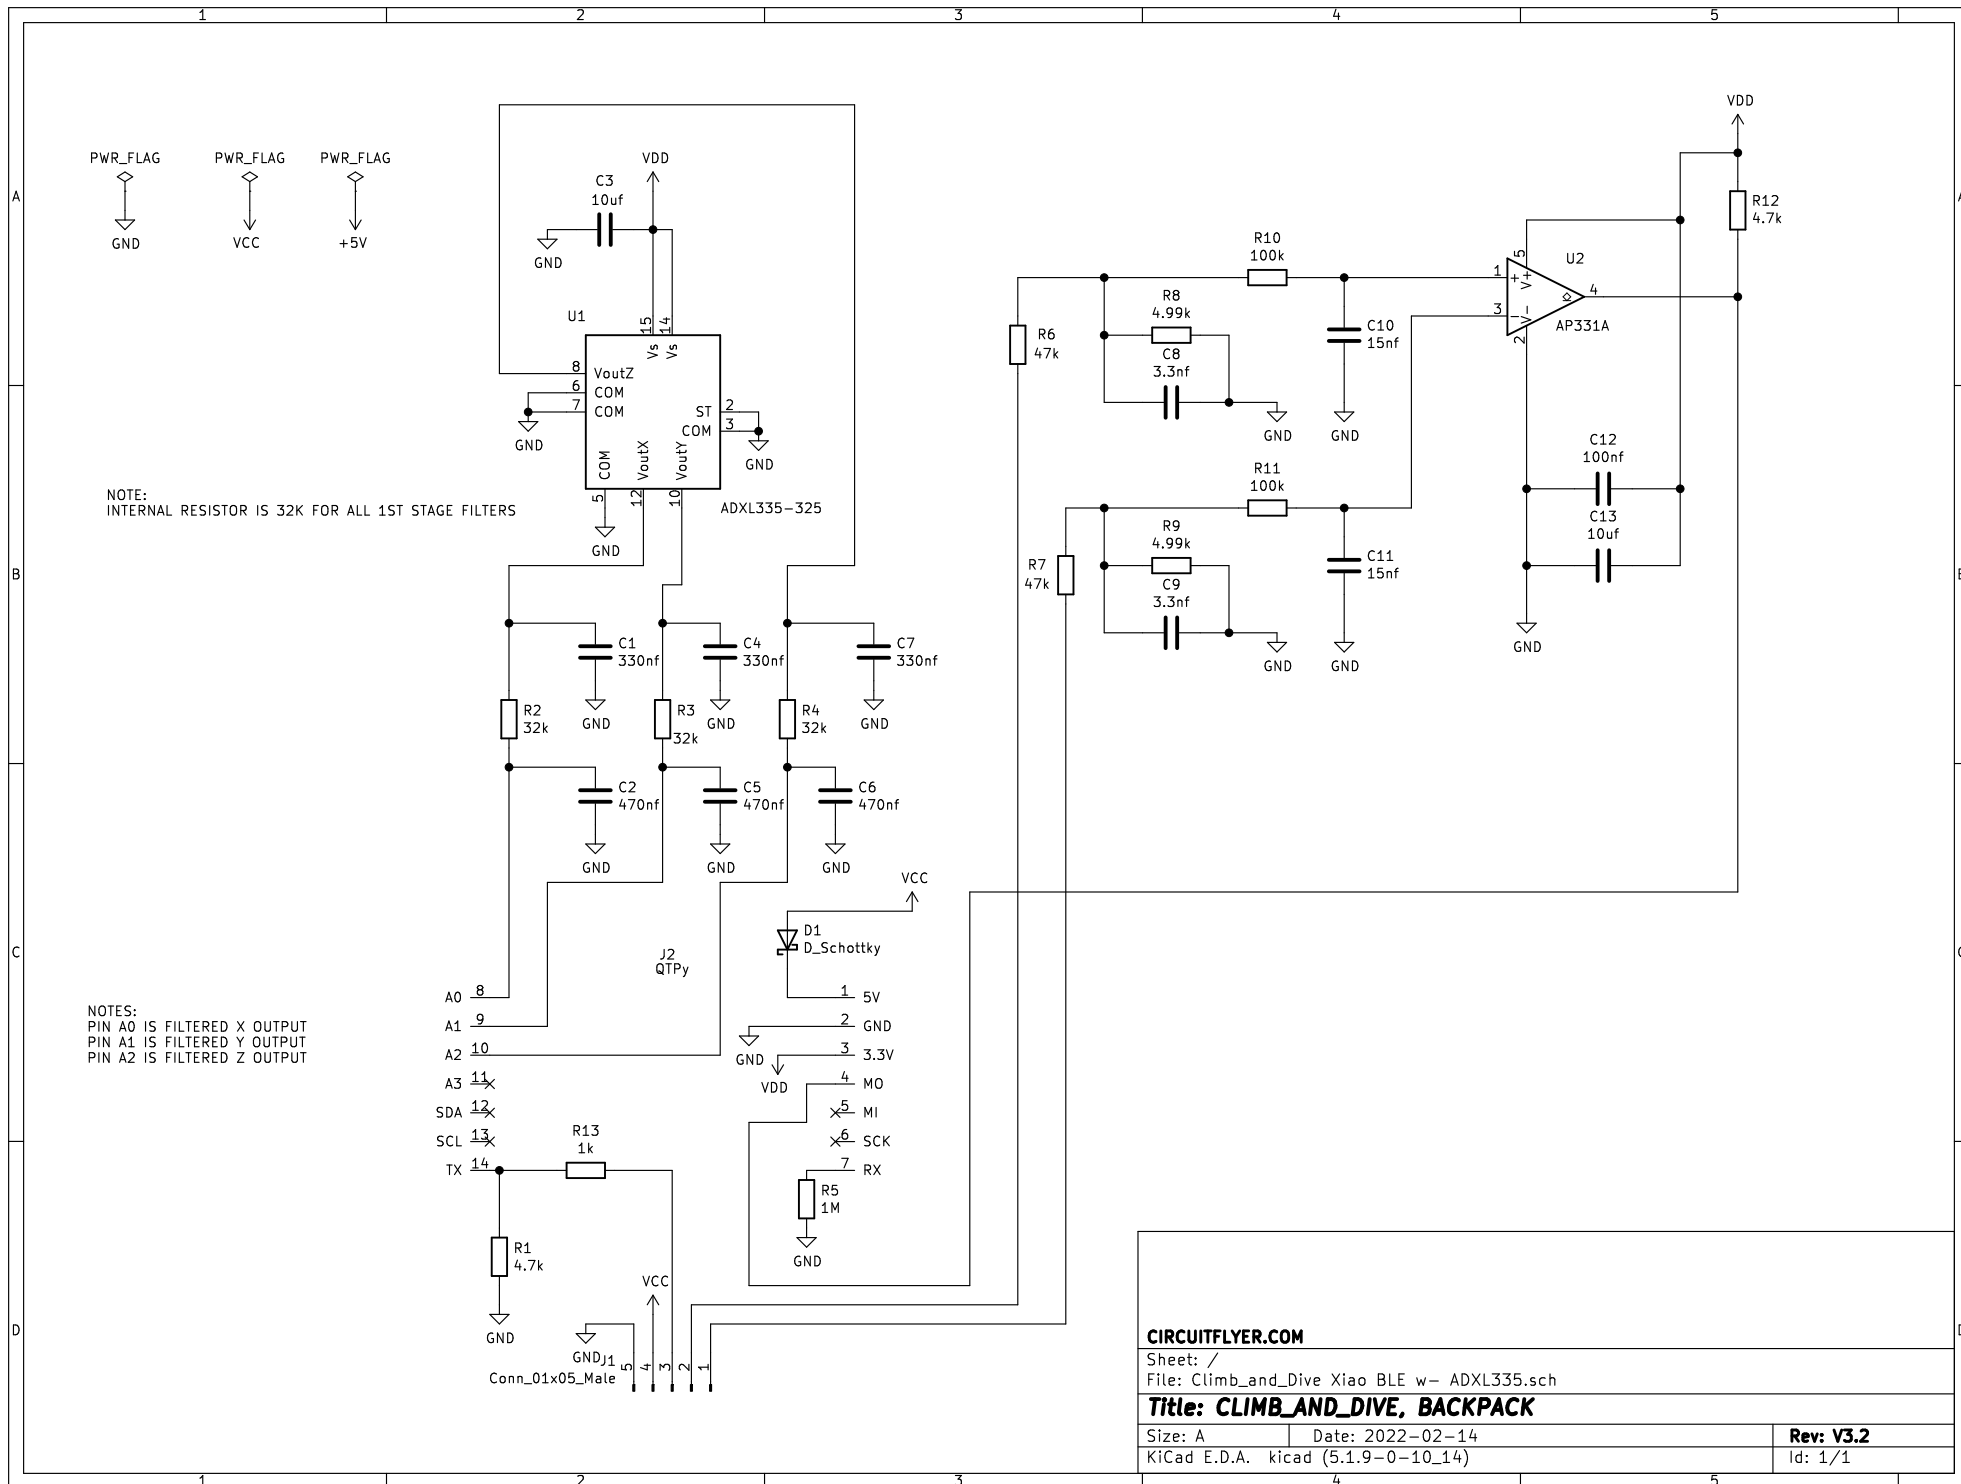 1 2 3 4 5
A
B
C
D
A
B
C
D
PWR_FLAG
GND
PWR_FLAG
VCC
PWR_FLAG
+5V
C3
10uf
VDD
GND
U1
15 14
Vs Vs
8 VoutZ
6 COM
7 COM
ST 2
COM 3
COM VoutX VoutY
5 12 10
GND
GND
GND
ADXL335-325
NOTE:
INTERNAL RESISTOR IS 32K FOR ALL 1ST STAGE FILTERS
C1
330nf
GND
C4
330nf
GND
C7
330nf
GND
R2
32k
R3
32k
R4
32k
C2
470nf
GND
C5
470nf
GND
C6
470nf
GND
VCC
D1
D_Schottky
J2
QTPy
NOTES:
PIN A0 IS FILTERED X OUTPUT
PIN A1 IS FILTERED Y OUTPUT
PIN A2 IS FILTERED Z OUTPUT
A0 8
A1 9
A2 10
A3 11
SDA 12
SCL 13
TX 14
1 5V
2 GND
3 3.3V
4 MO
5 MI
6 SCK
7 RX
GND
VDD
R13
1k
R5
1M
GND
R1
4.7k
GND
VCC
GND
J1
Conn_01x05_Male
5 4 3 2 1
VDD
R12
4.7k
R10
100k
R8
4.99k
C8
3.3nf
GND
R6
47k
C10
15nf
GND
U2
1 +
3 -
5 V+
2 V-
4
AP331A
R11
100k
R9
4.99k
C9
3.3nf
GND
R7
47k
C11
15nf
GND
C12
100nf
C13
10uf
GND
CIRCUITFLYER.COM
Sheet: /
File: Climb_and_Dive Xiao BLE w- ADXL335.sch
Title: CLIMB_AND_DIVE, BACKPACK
Size: A Date: 2022-02-14 Rev: V3.2
KiCad E.D.A. kicad (5.1.9-0-10_14) Id: 1/1
1 2 3 4 5